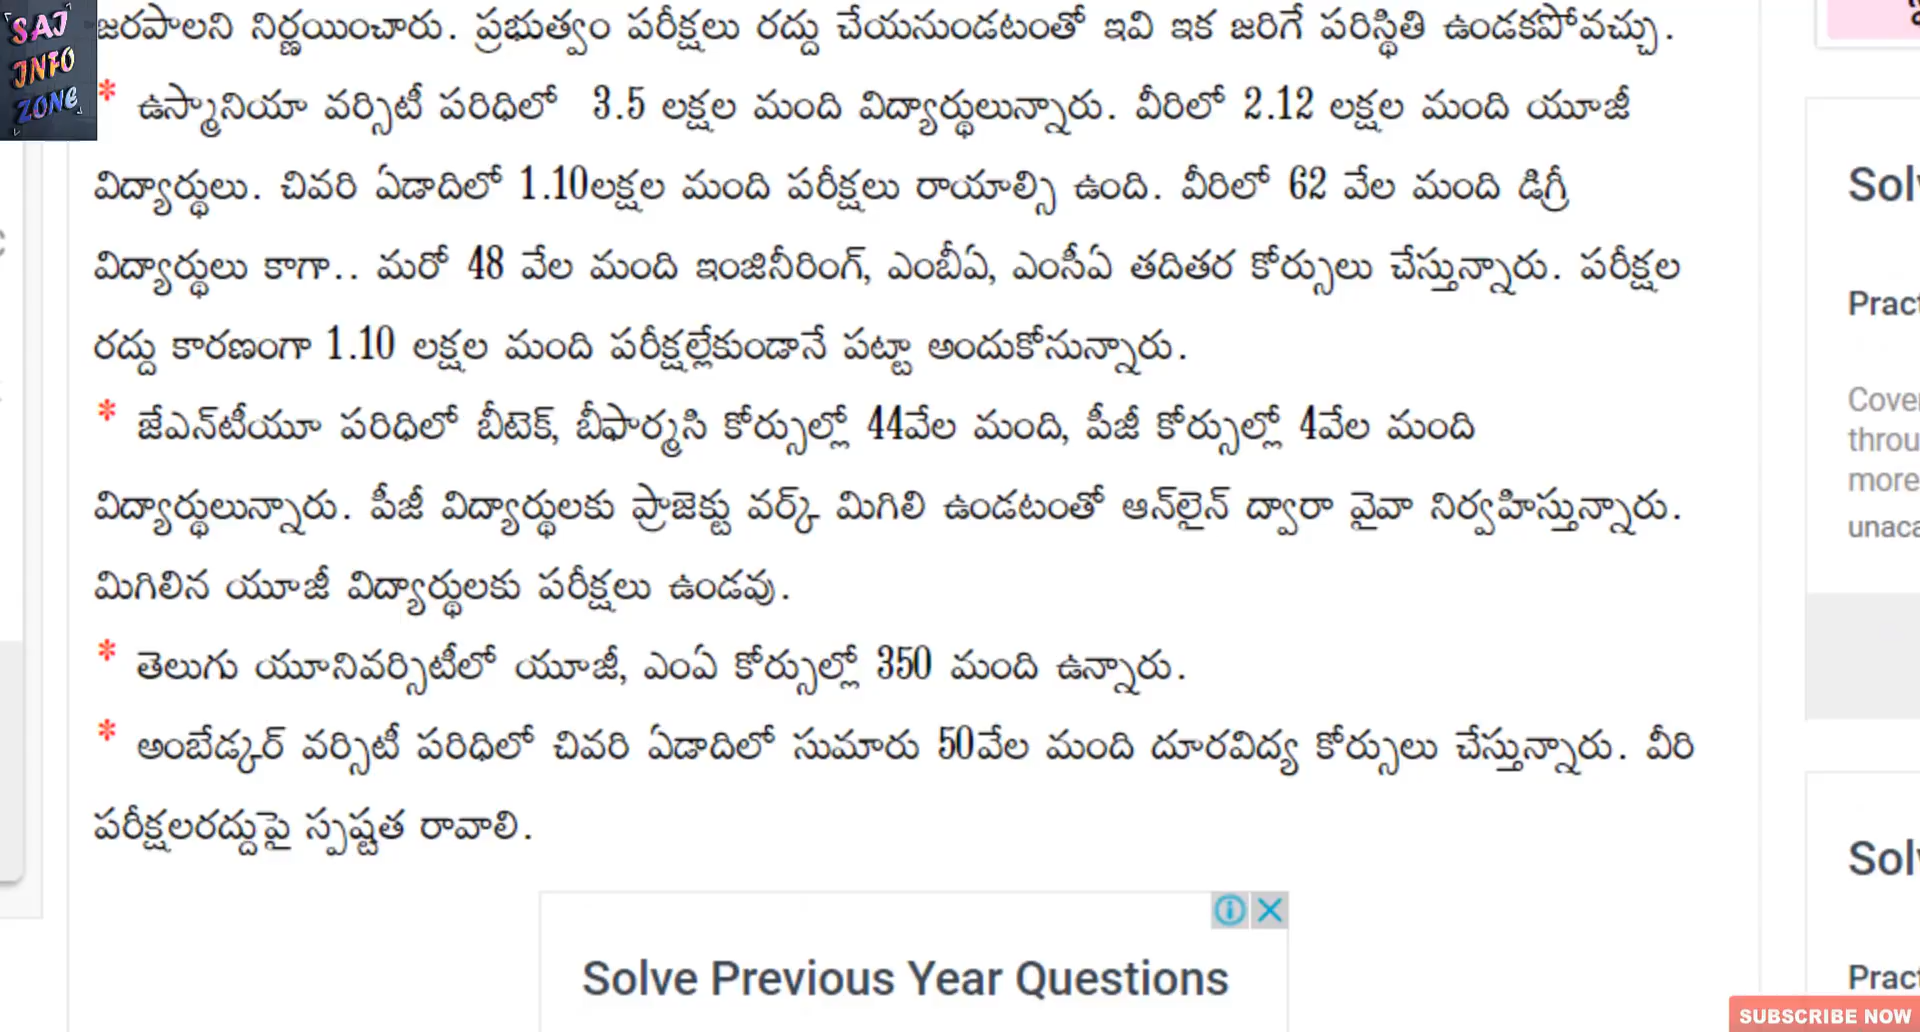 SAJ
INFO
ZONE
జరపాలని నిర్ణయించారు. ప్రభుత్వం పరీక్షలు రద్దు చేయనుండటంతో ఇవి ఇక జరిగే పరిస్థితి ఉండకపోవచ్చు.
* ఉస్మానియా వర్సిటీ పరిధిలో 3.5 లక్షల మంది విద్యార్థులున్నారు. వీరిలో 2.12 లక్షల మంది యూజీ
విద్యార్థులు. చివరి ఏడాదిలో 1.10లక్షల మంది పరీక్షలు రాయాల్సి ఉంది. వీరిలో 62 వేల మంది డిగ్రీ
విద్యార్థులు కాగా.. మరో 48 వేల మంది ఇంజినీరింగ్, ఎంబీఏ, ఎంసీఏ తదితర కోర్సులు చేస్తున్నారు. పరీక్షల
రద్దు కారణంగా 1.10 లక్షల మంది పరీక్షల్లేకుండానే పట్టా అందుకోనున్నారు.
* జేఎన్‌టీయూ పరిధిలో బీటెక్, బీఫార్మసి కోర్సుల్లో 44వేల మంది, పీజీ కోర్సుల్లో 4వేల మంది
విద్యార్థులున్నారు. పీజీ విద్యార్థులకు ప్రాజెక్టు వర్క్ మిగిలి ఉండటంతో ఆన్‌లైన్ ద్వారా వైవా నిర్వహిస్తున్నారు.
మిగిలిన యూజీ విద్యార్థులకు పరీక్షలు ఉండవు.
* తెలుగు యూనివర్సిటీలో యూజీ, ఎంఏ కోర్సుల్లో 350 మంది ఉన్నారు.
* అంబేడ్కర్ వర్సిటీ పరిధిలో చివరి ఏడాదిలో సుమారు 50వేల మంది దూరవిద్య కోర్సులు చేస్తున్నారు. వీరి
పరీక్షలరద్దుపై స్పష్టత రావాలి.
Solve Previous Year Questions
Sol
Pract
Cover
throu
more
unaca
Sol
Pract
SUBSCRIBE NOW